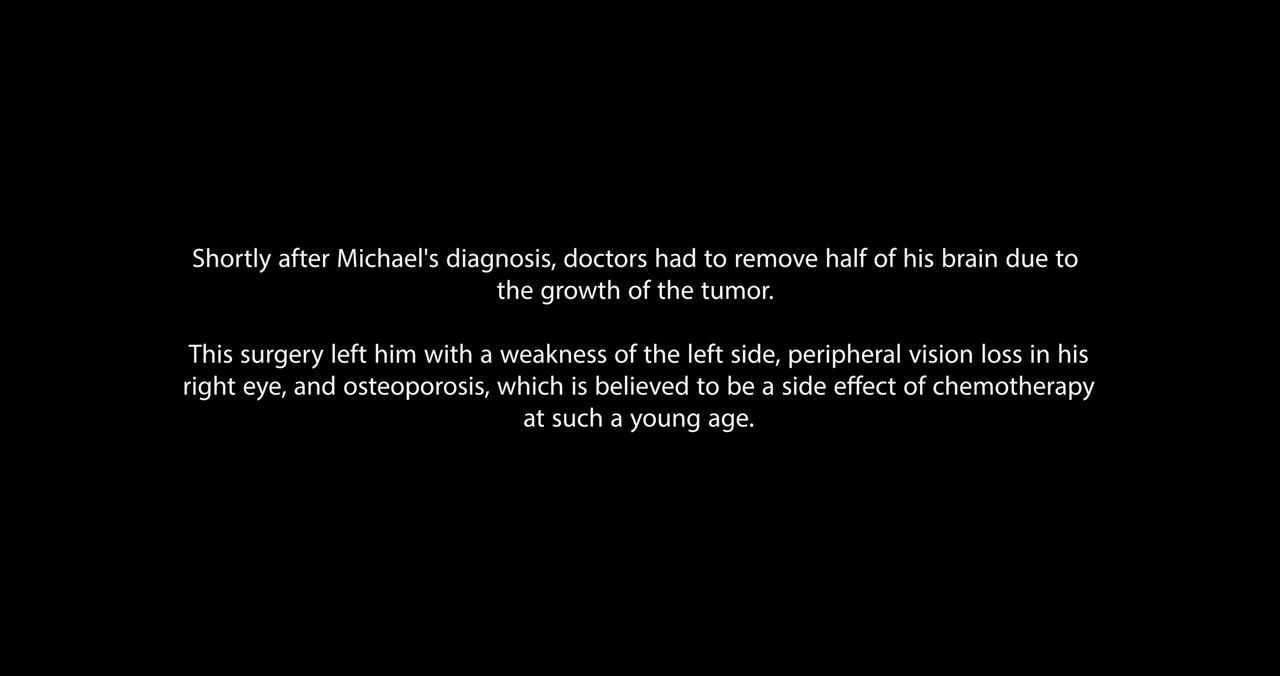 Shortly after Michael's diagnosis, doctors had to remove half of his brain due to
the growth of the tumor.
This surgery left him with a weakness of the left side, peripheral vision loss in his
right eye, and osteoporosis, which is believed to be a side effect of chemotherapy
at such a young age.